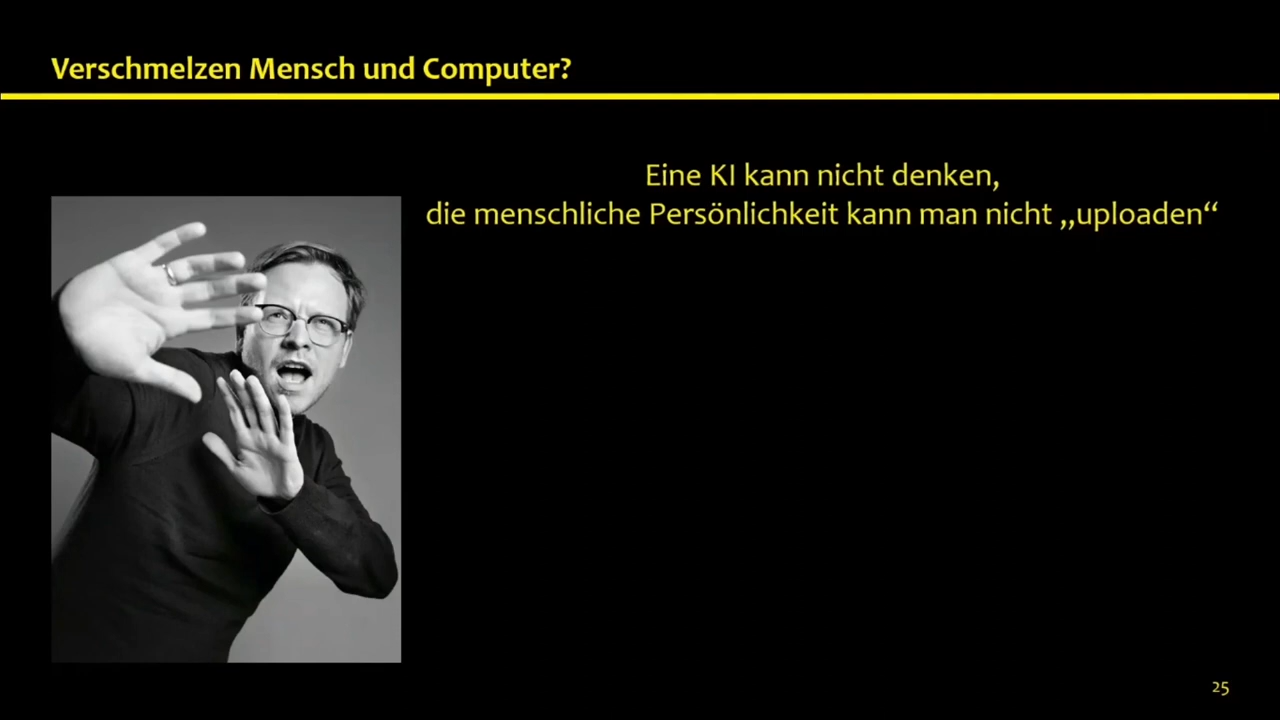 Verschmelzen Mensch und Computer?
Eine KI kann nicht denken,
die menschliche Persönlichkeit kann man nicht „uploaden“
25